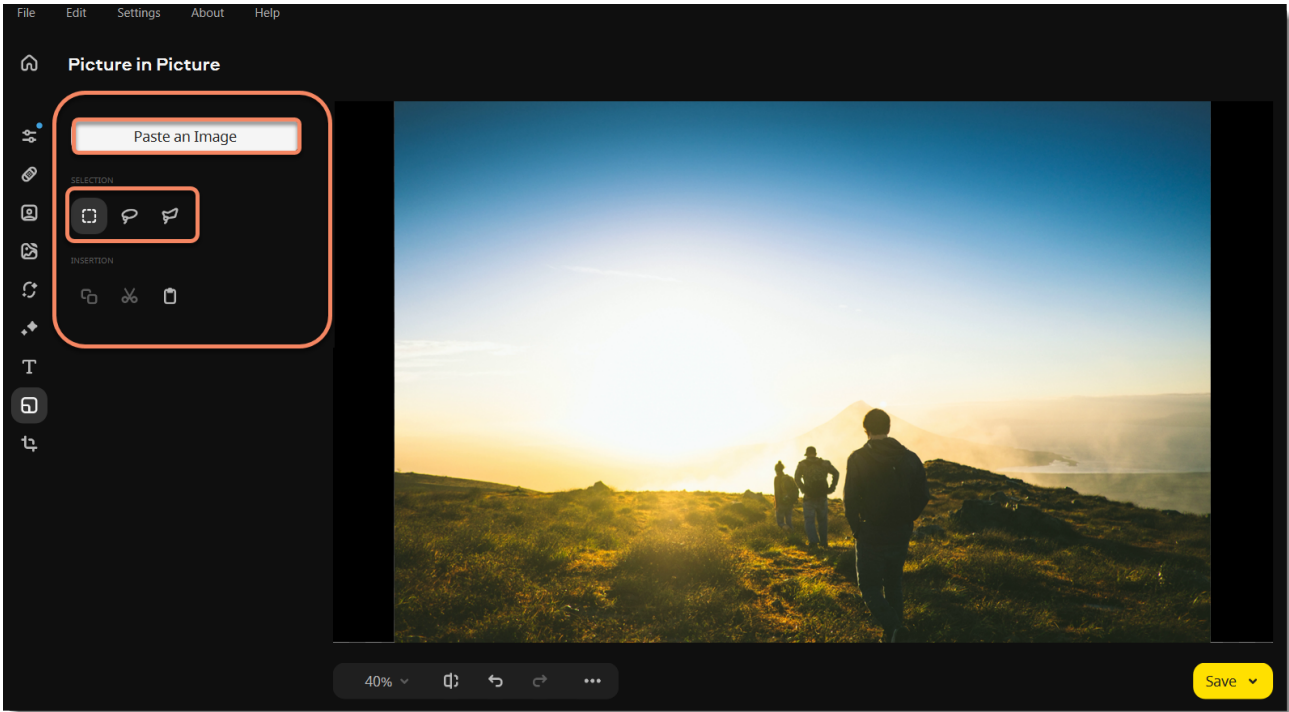 File Edit Settings About Help
Picture in Picture
Paste an Image
SELECTION
INSERTION
T
40%
Save